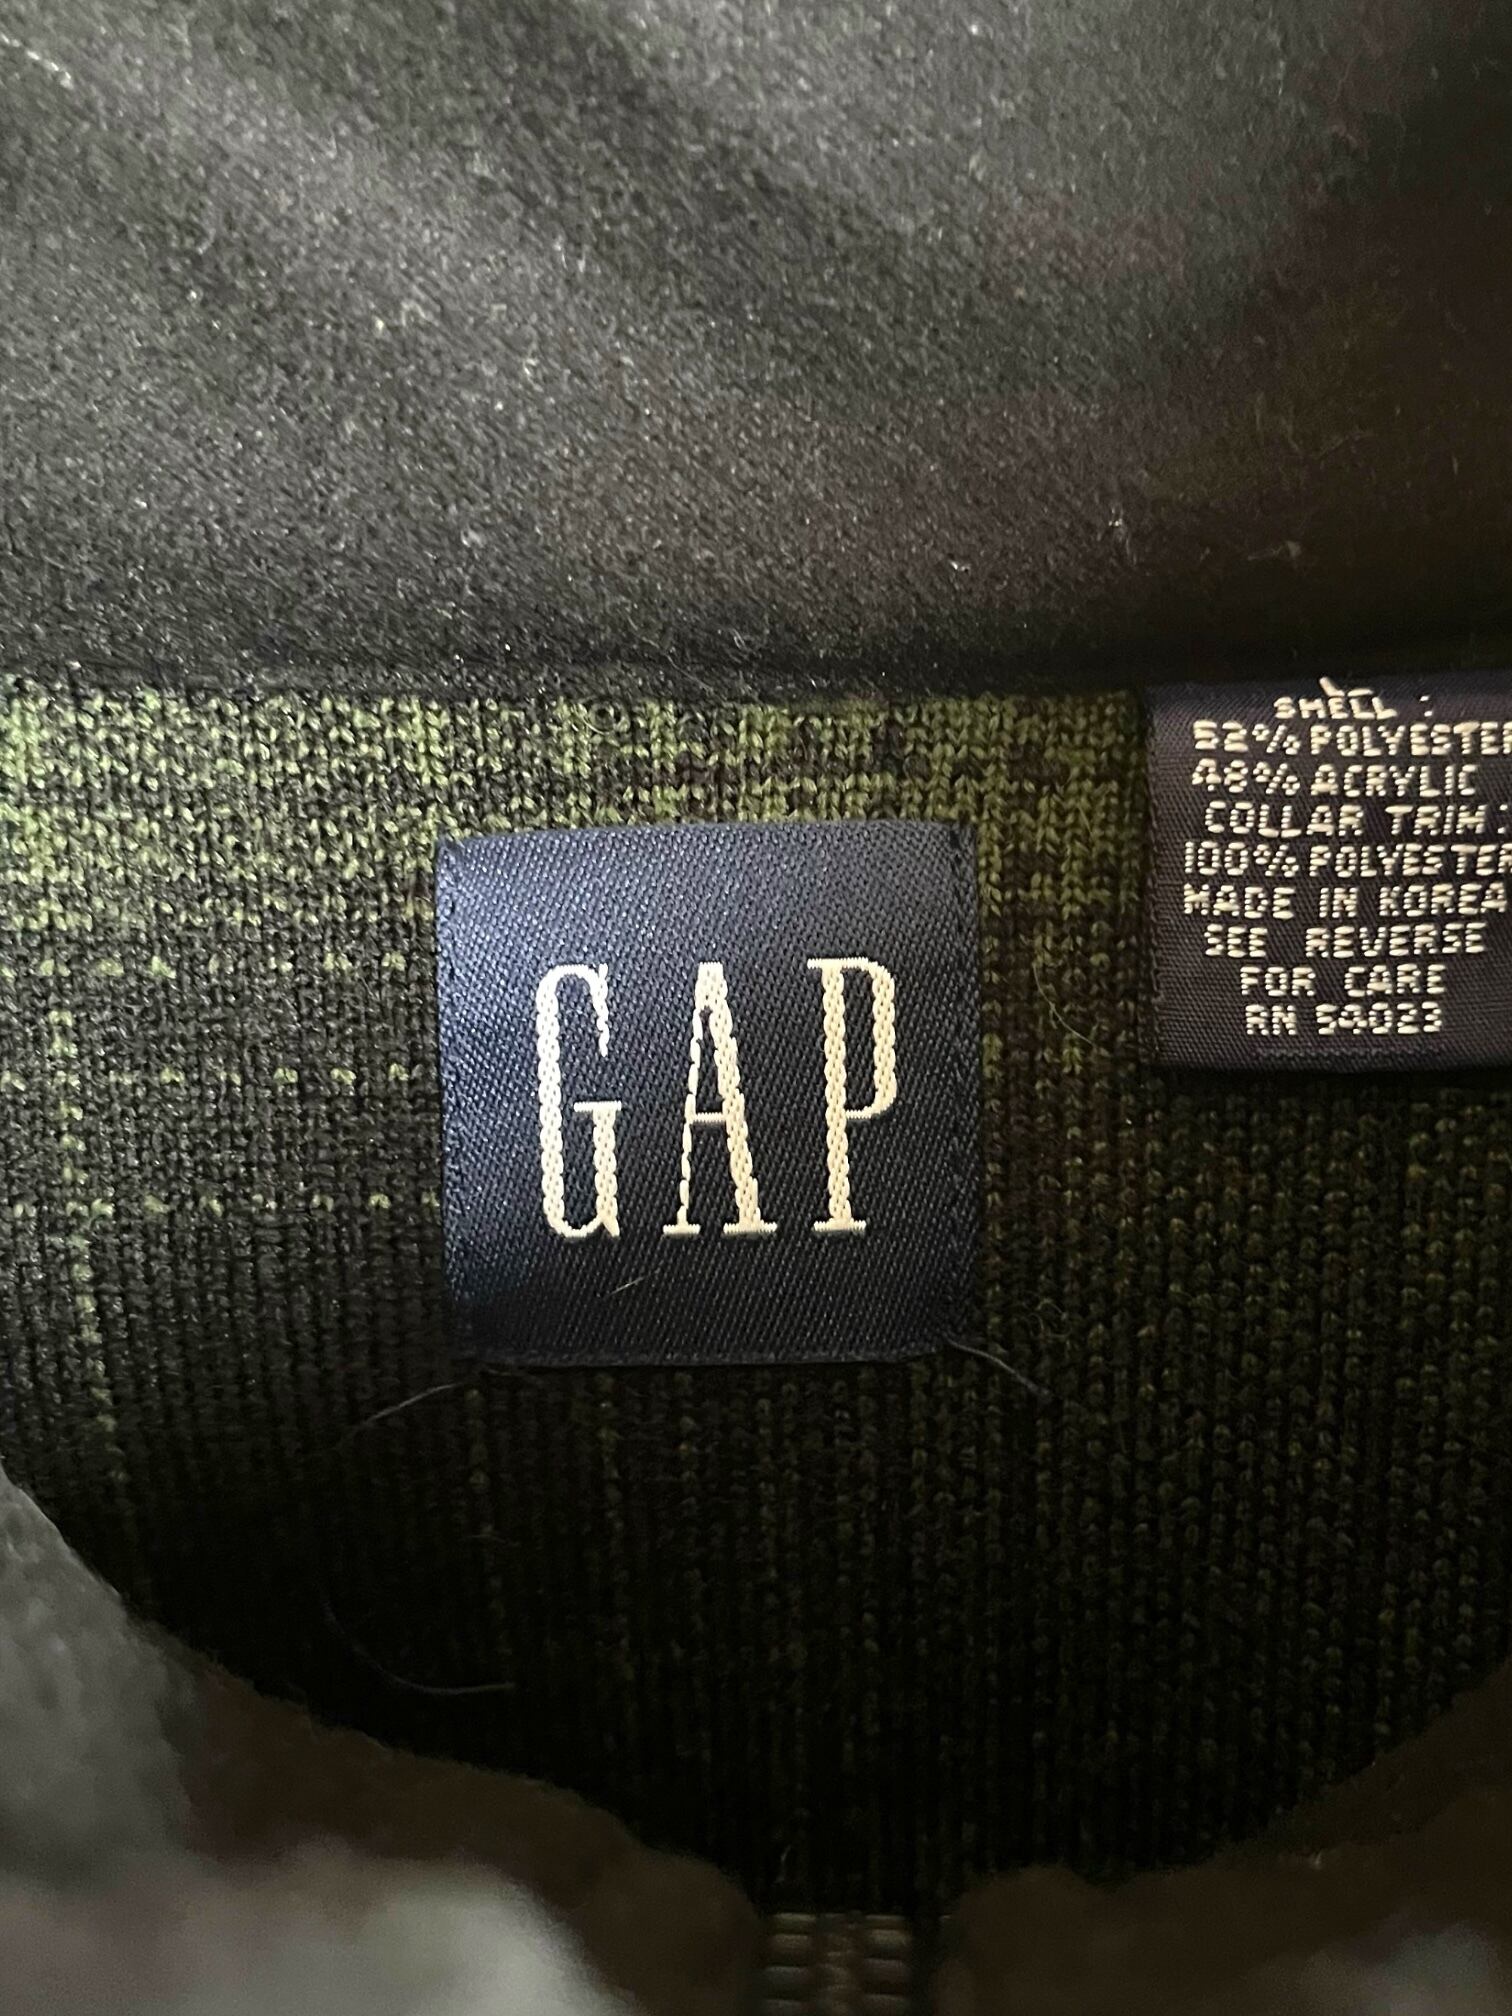 GAP
SHELL :
52% POLYESTER
48% ACRYLIC
COLLAR TRIM :
100% POLYESTER
MADE IN KOREA
SEE REVERSE
FOR CARE
RN 54023